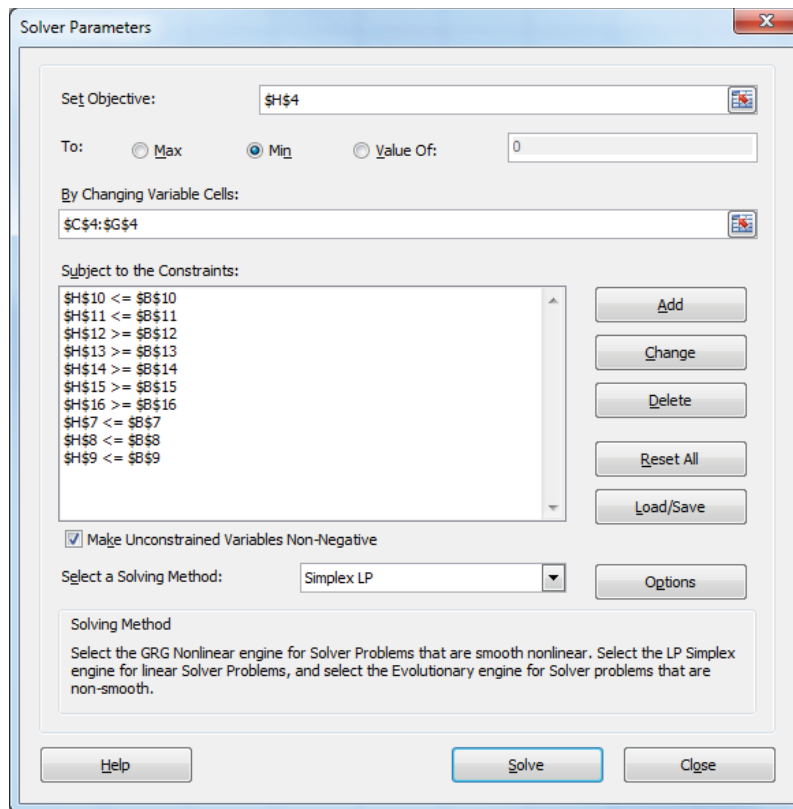 Solver Parameters
Set Objective:
$H$4
To:
Max
Min
Value Of:
0
By Changing Variable Cells:
$C$4:$G$4
Subject to the Constraints:
$H$10 <= $B$10
$H$11 <= $B$11
$H$12 >= $B$12
$H$13 >= $B$13
$H$14 >= $B$14
$H$15 >= $B$15
$H$16 >= $B$16
$H$7 <= $B$7
$H$8 <= $B$8
$H$9 <= $B$9
Add
Change
Delete
Reset All
Load/Save
Make Unconstrained Variables Non-Negative
Select a Solving Method:
Simplex LP
Options
Solving Method
Select the GRG Nonlinear engine for Solver Problems that are smooth nonlinear. Select the LP Simplex
engine for linear Solver Problems, and select the Evolutionary engine for Solver problems that are
non-smooth.
Help
Solve
Close